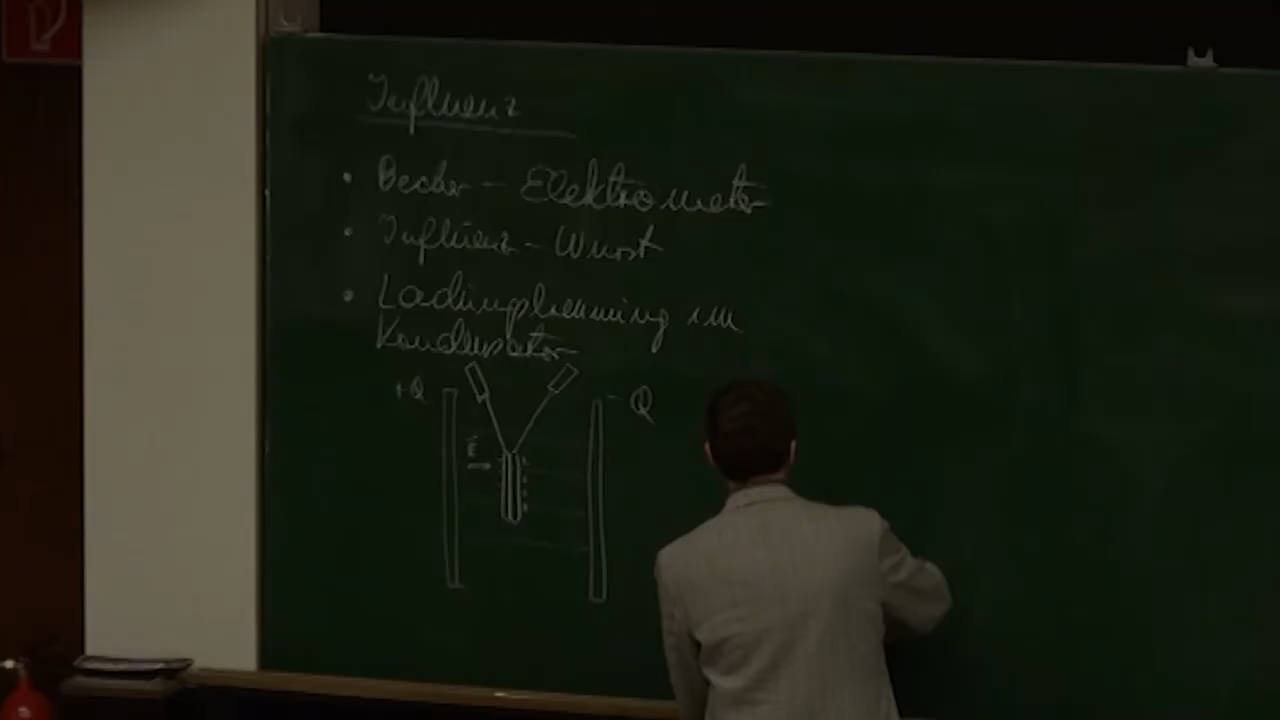 Influenz
• Becher - Elektrometer
• Influenz - Wurst
• Ladungstrennung im
Kondensator
+Q
- Q
E